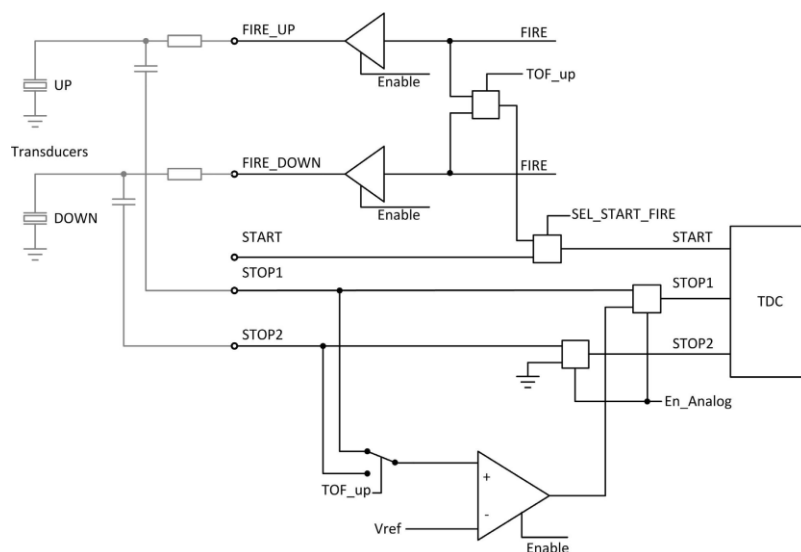 FIRE_UP
FIRE
Enable
TOF_up
UP
Transducers
FIRE_DOWN
FIRE
Enable
DOWN
SEL_START_FIRE
START
START
STOP1
STOP1
TDC
STOP2
STOP2
En_Analog
+
TOF_up
-
Vref
Enable